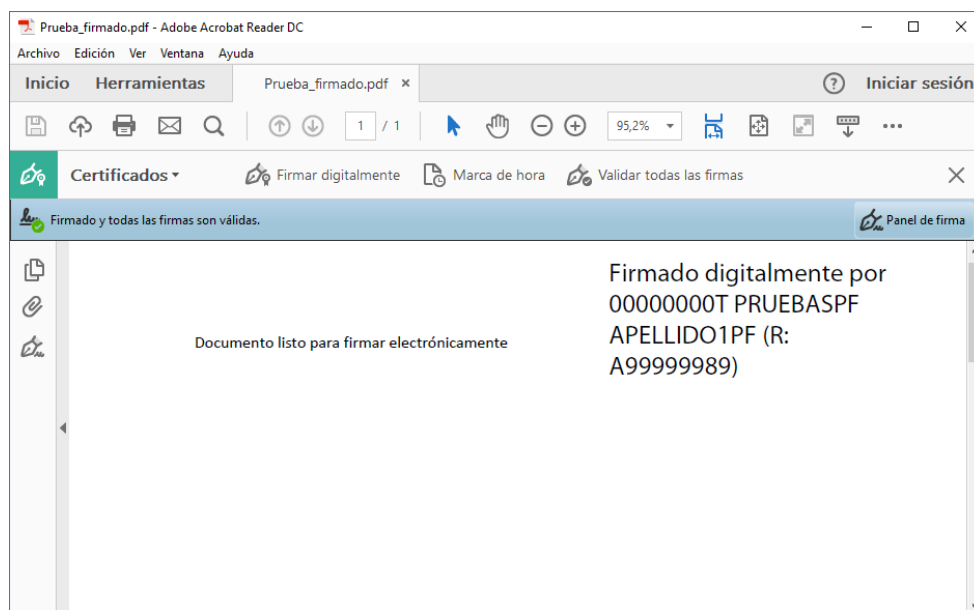 Prueba_firmado.pdf - Adobe Acrobat Reader DC
Archivo Edición Ver Ventana Ayuda
Inicio Herramientas Prueba_firmado.pdf × Iniciar sesión
1 / 1 95,2%
Certificados Firmar digitalmente Marca de hora Validar todas las firmas
Firmado y todas las firmas son válidas. Panel de firma
Documento listo para firmar electrónicamente
Firmado digitalmente por
00000000T PRUEBASPF
APELLIDO1PF (R:
A99999989)